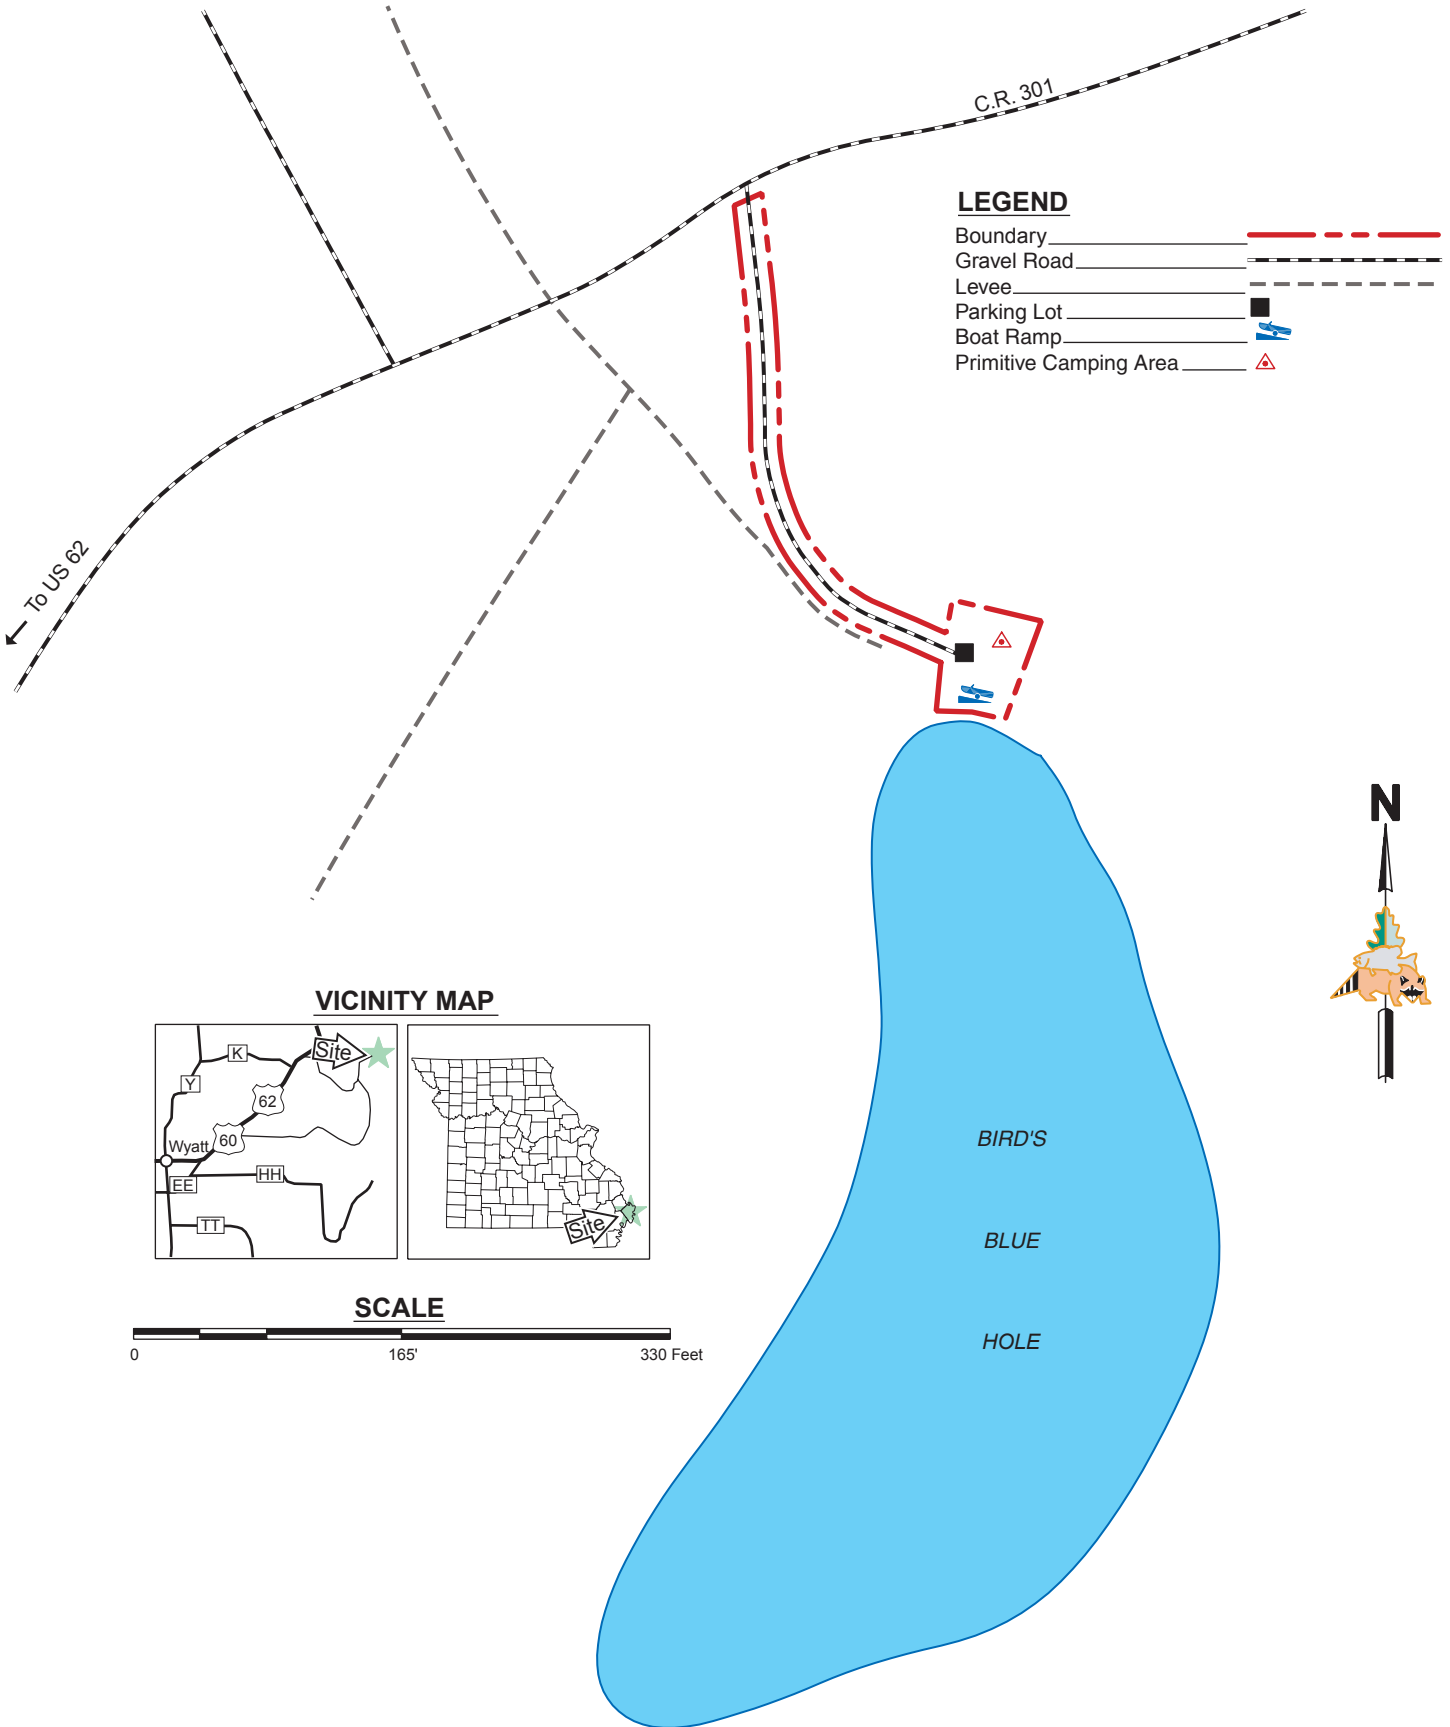 C.R. 301
LEGEND
Boundary
Gravel Road
Levee
Parking Lot
Boat Ramp
Primitive Camping Area
To US 62
N
VICINITY MAP
Site
K
Y
62
60
Wyatt
EE
HH
TT
Site
BIRD'S
BLUE
HOLE
SCALE
0 165' 330 Feet